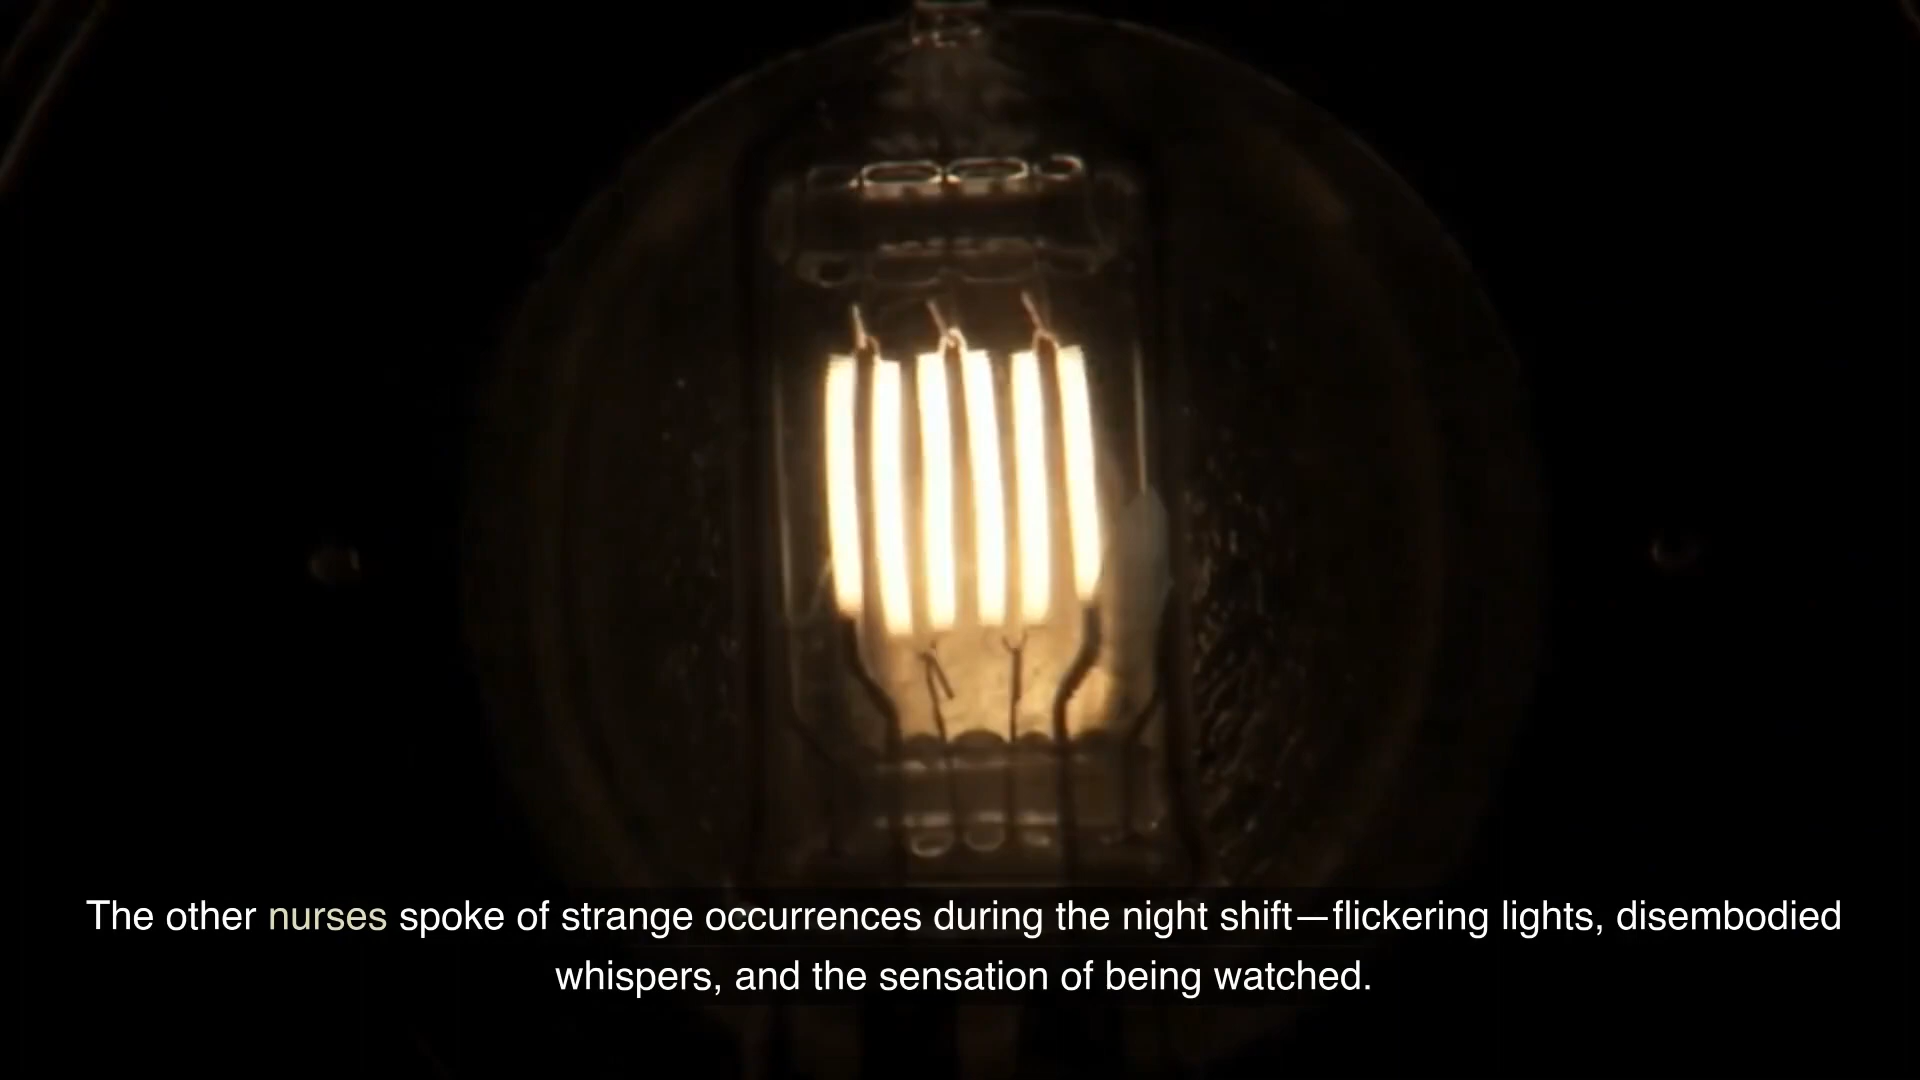 The other nurses spoke of strange occurrences during the night shift—flickering lights, disembodied
whispers, and the sensation of being watched.